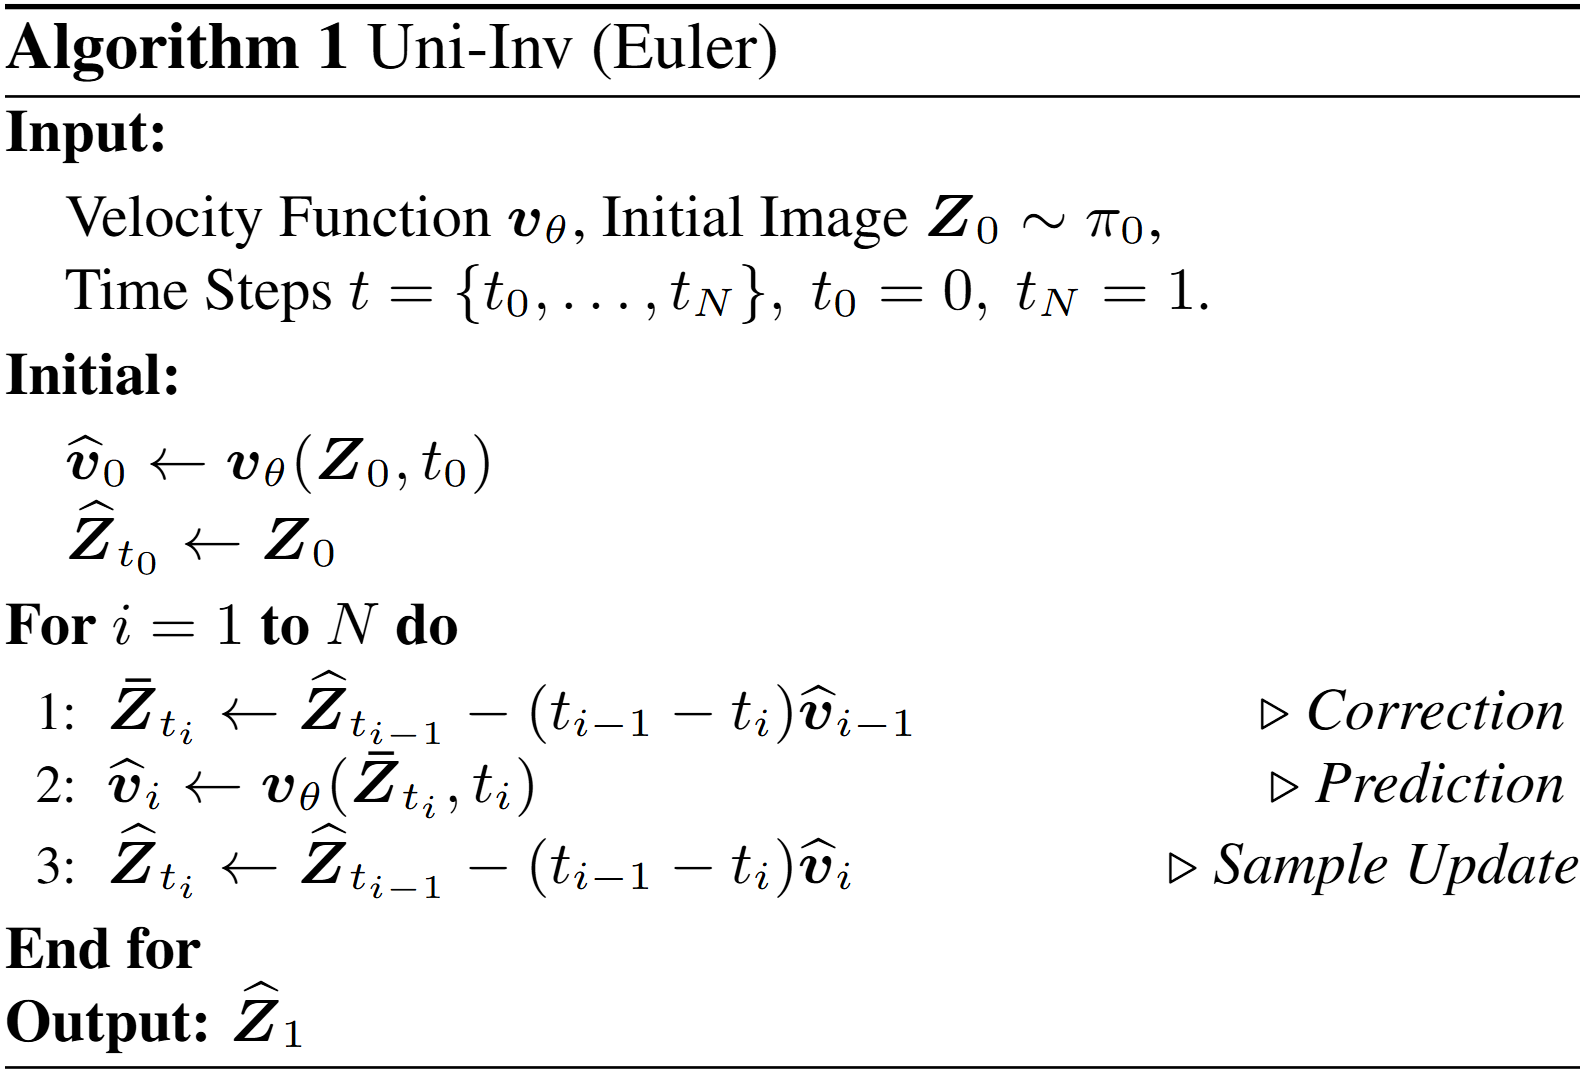 Algorithm 1 Uni-Inv (Euler)
Input:
Velocity Function $\boldsymbol{v}_\theta$, Initial Image $\boldsymbol{Z}_0 \sim \pi_0$,
Time Steps $t = \{t_0, \ldots, t_N\},\ t_0 = 0,\ t_N = 1.$
Initial:
$\widehat{\boldsymbol{v}}_0 \leftarrow \boldsymbol{v}_\theta(\boldsymbol{Z}_0, t_0)$
$\widehat{\boldsymbol{Z}}_{t_0} \leftarrow \boldsymbol{Z}_0$
For $i = 1$ to $N$ do
1: $\bar{\boldsymbol{Z}}_{t_i} \leftarrow \widehat{\boldsymbol{Z}}_{t_{i-1}} - (t_{i-1} - t_i)\widehat{\boldsymbol{v}}_{i-1}$ ▷ Correction
2: $\widehat{\boldsymbol{v}}_i \leftarrow \boldsymbol{v}_\theta(\bar{\boldsymbol{Z}}_{t_i}, t_i)$ ▷ Prediction
3: $\widehat{\boldsymbol{Z}}_{t_i} \leftarrow \widehat{\boldsymbol{Z}}_{t_{i-1}} - (t_{i-1} - t_i)\widehat{\boldsymbol{v}}_i$ ▷ Sample Update
End for
Output: $\widehat{\boldsymbol{Z}}_1$